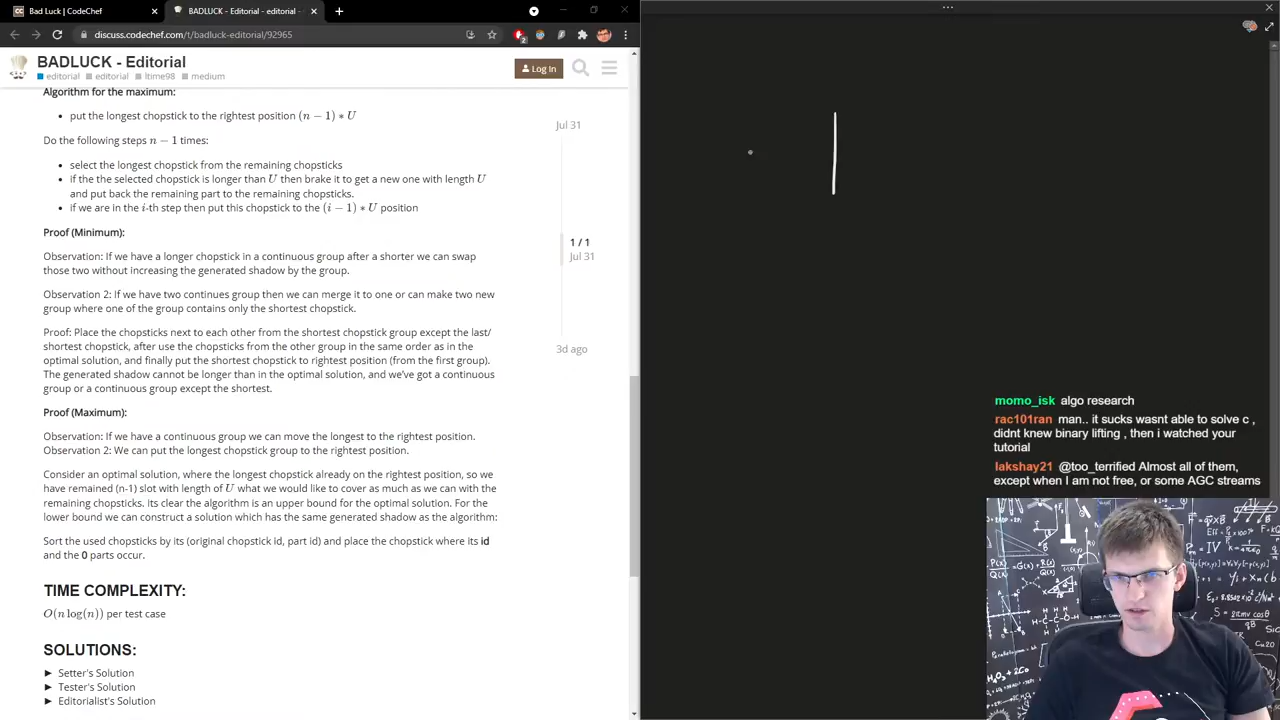 Bad Luck | CodeChef
BADLUCK - Editorial - editorial -
discuss.codechef.com/t/badluck-editorial/92965
BADLUCK - Editorial
editorial editorial ltime98 medium
Log In
Algorithm for the maximum:
put the longest chopstick to the rightest position (n − 1) ∗ U
Do the following steps n − 1 times:
select the longest chopstick from the remaining chopsticks
if the the selected chopstick is longer than U then brake it to get a new one with length U
and put back the remaining part to the remaining chopsticks.
if we are in the i-th step then put this chopstick to the (i − 1) ∗ U position
Proof (Minimum):
Observation: If we have a longer chopstick in a continuous group after a shorter we can swap
those two without increasing the generated shadow by the group.
Observation 2: If we have two continues group then we can merge it to one or can make two new
group where one of the group contains only the shortest chopstick.
Proof: Place the chopsticks next to each other from the shortest chopstick group except the last/
shortest chopstick, after use the chopsticks from the other group in the same order as in the
optimal solution, and finally put the shortest chopstick to rightest position (from the first group).
The generated shadow cannot be longer than in the optimal solution, and we've got a continuous
group or a continuous group except the shortest.
Proof (Maximum):
Observation: If we have a continuous group we can move the longest to the rightest position.
Observation 2: We can put the longest chopstick group to the rightest position.
Consider an optimal solution, where the longest chopstick already on the rightest position, so we
have remained (n-1) slot with length of U what we would like to cover as much as we can with the
remaining chopsticks. its clear the algorithm is an upper bound for the optimal solution. For the
lower bound we can construct a solution which has the same generated shadow as the algorithm:
Sort the used chopsticks by its (original chopstick id, part id) and place the chopstick where its id
and the 0 parts occur.
TIME COMPLEXITY:
O(n log(n)) per test case
SOLUTIONS:
► Setter's Solution
► Tester's Solution
► Editorialist's Solution
Jul 31
1 / 1
Jul 31
3d ago
momo_isk algo research
rac101ran man.. it sucks wasnt able to solve c ,
didnt knew binary lifting , then i watched your
tutorial
lakshay21 @too_terrified Almost all of them,
except when I am not free, or some AGC streams